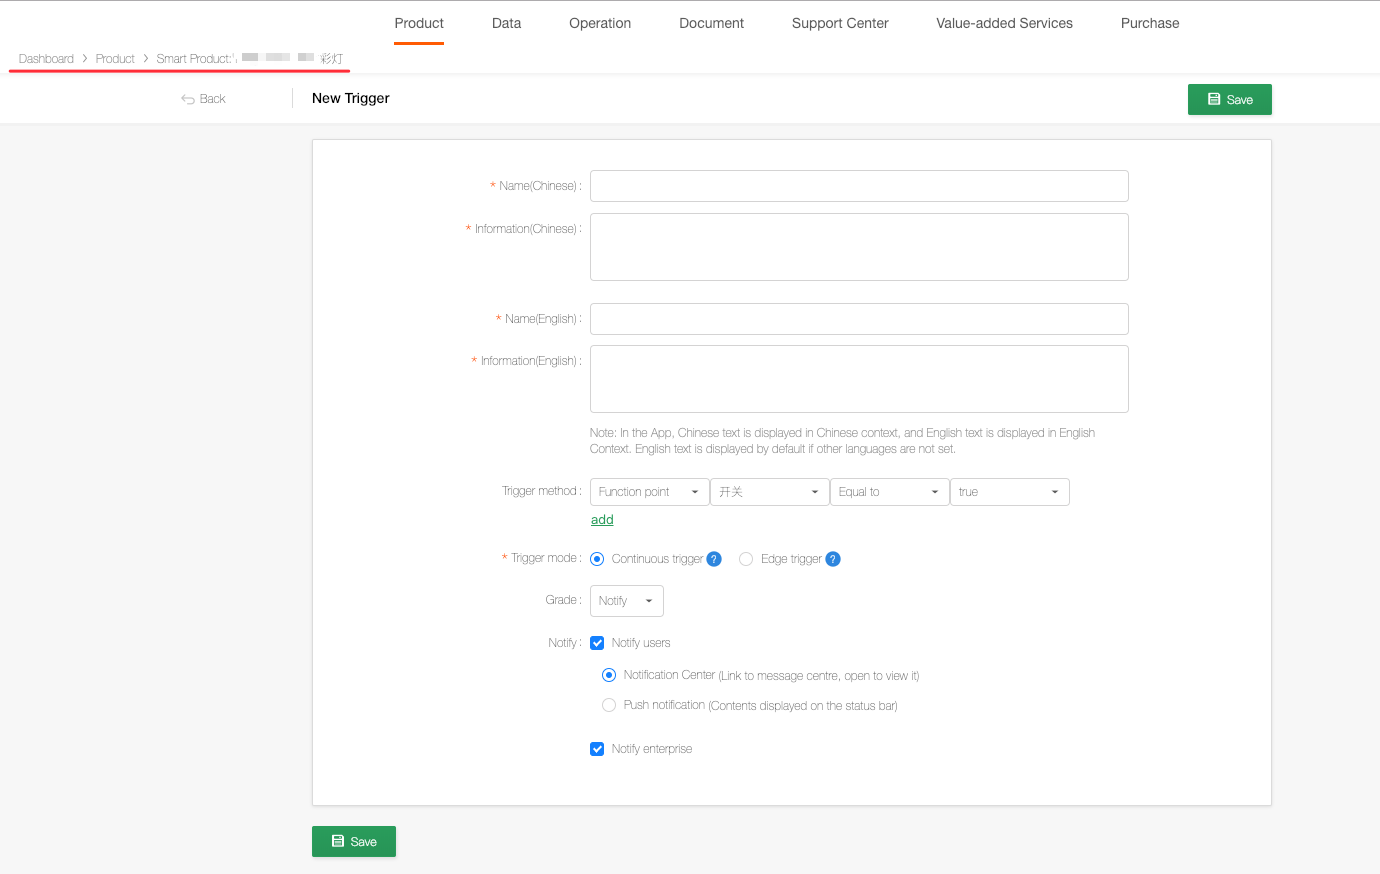 Product Data Operation Document Support Center Value-added Services Purchase
Dashboard > Product > Smart Product: 彩灯
Back New Trigger Save
* Name(Chinese) :
* Information(Chinese) :
* Name(English) :
* Information(English) :
Note: In the App, Chinese text is displayed in Chinese context, and English text is displayed in English
Context. English text is displayed by default if other languages are not set.
Trigger method : Function point 开关 Equal to true
add
* Trigger mode : Continuous trigger ? Edge trigger ?
Grade : Notify
Notify : Notify users
Notification Center (Link to message centre, open to view it)
Push notification (Contents displayed on the status bar)
Notify enterprise
Save